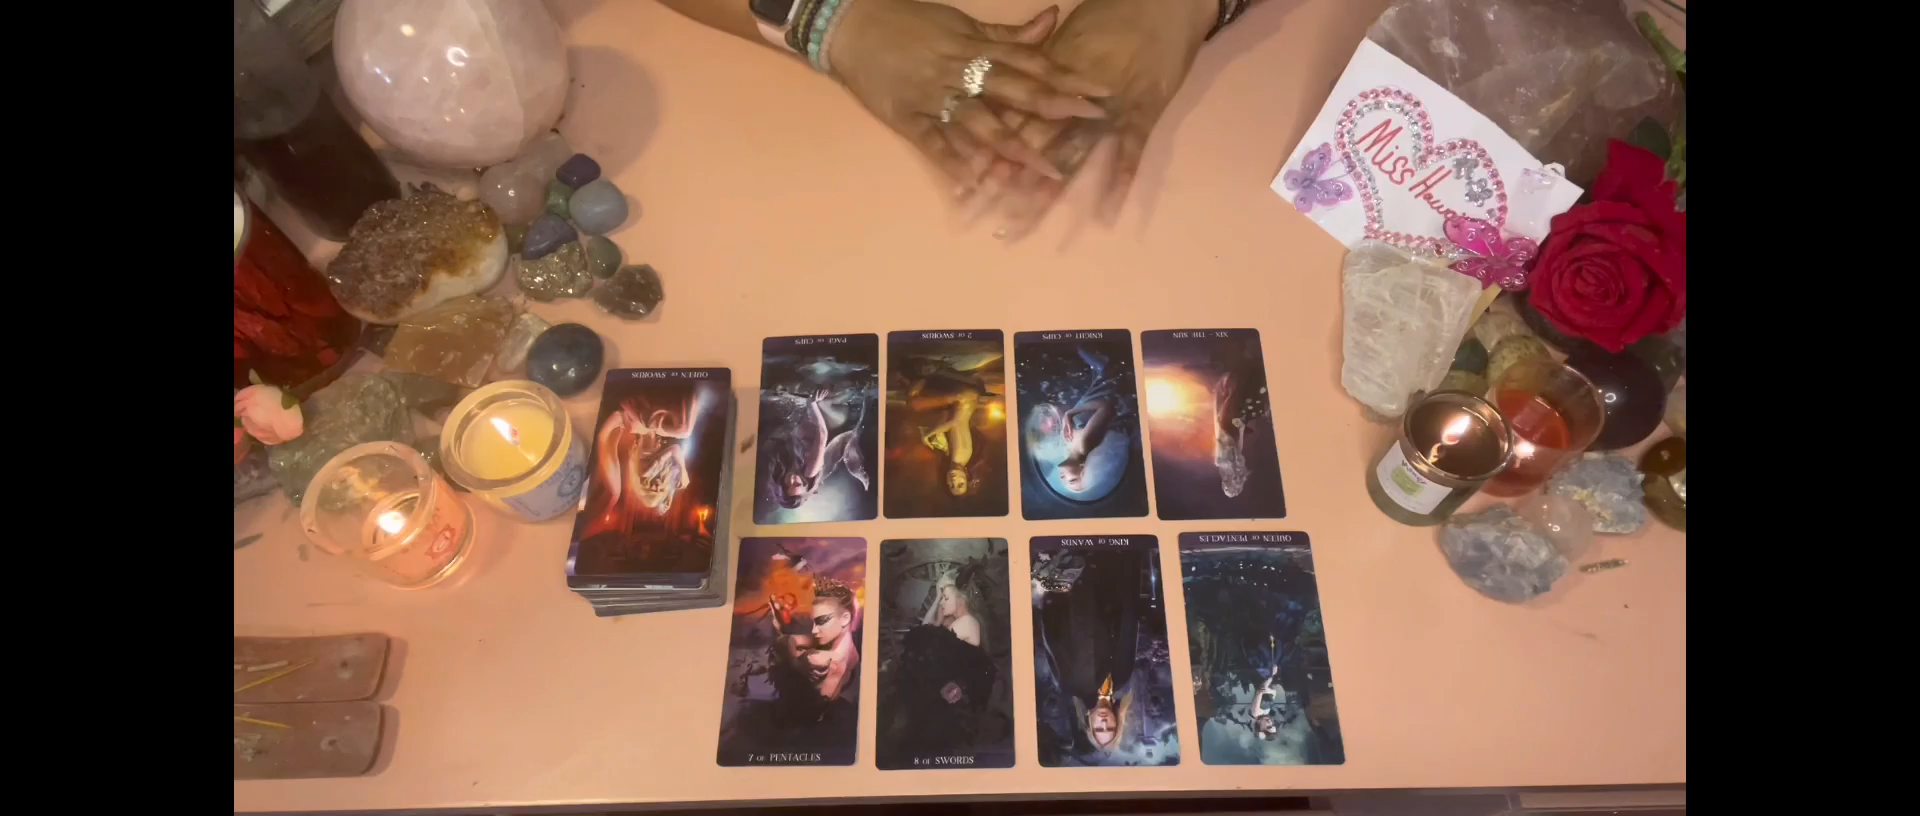 Miss
PAGE OF CUPS
2 OF SWORDS
KNIGHT OF CUPS
XIX - THE SUN
QUEEN OF SWORDS
KING OF WANDS
QUEEN OF PENTACLES
7 OF PENTACLES
8 OF SWORDS